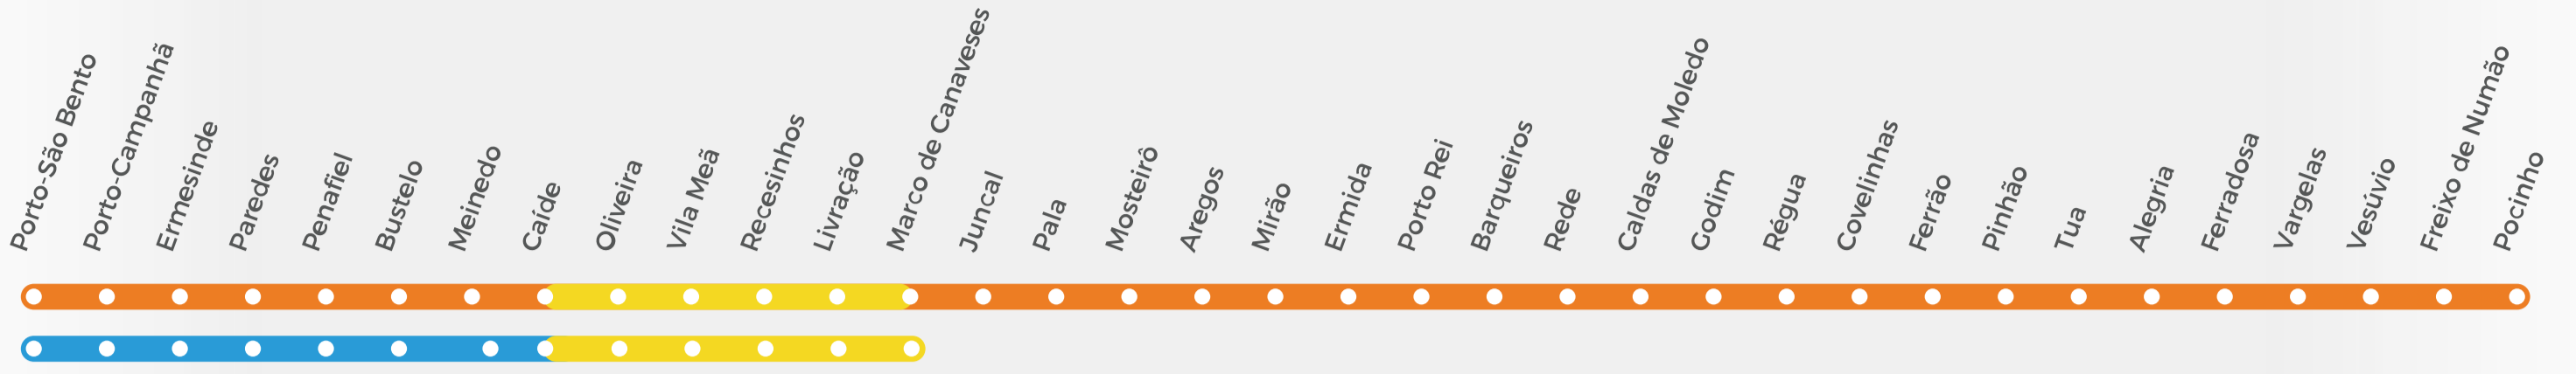 Porto-São Bento
Porto-Campanhã
Ermesinde
Paredes
Penafiel
Bustelo
Meinedo
Caíde
Oliveira
Vila Meã
Recesinhos
Livração
Marco de Canaveses
Juncal
Pala
Mosteirô
Aregos
Mirão
Ermida
Porto Rei
Barqueiros
Rede
Caldas de Moledo
Godim
Régua
Covelinhas
Ferrão
Pinhão
Tua
Alegria
Ferradosa
Vargelas
Vesúvio
Freixo de Numão
Pocinho